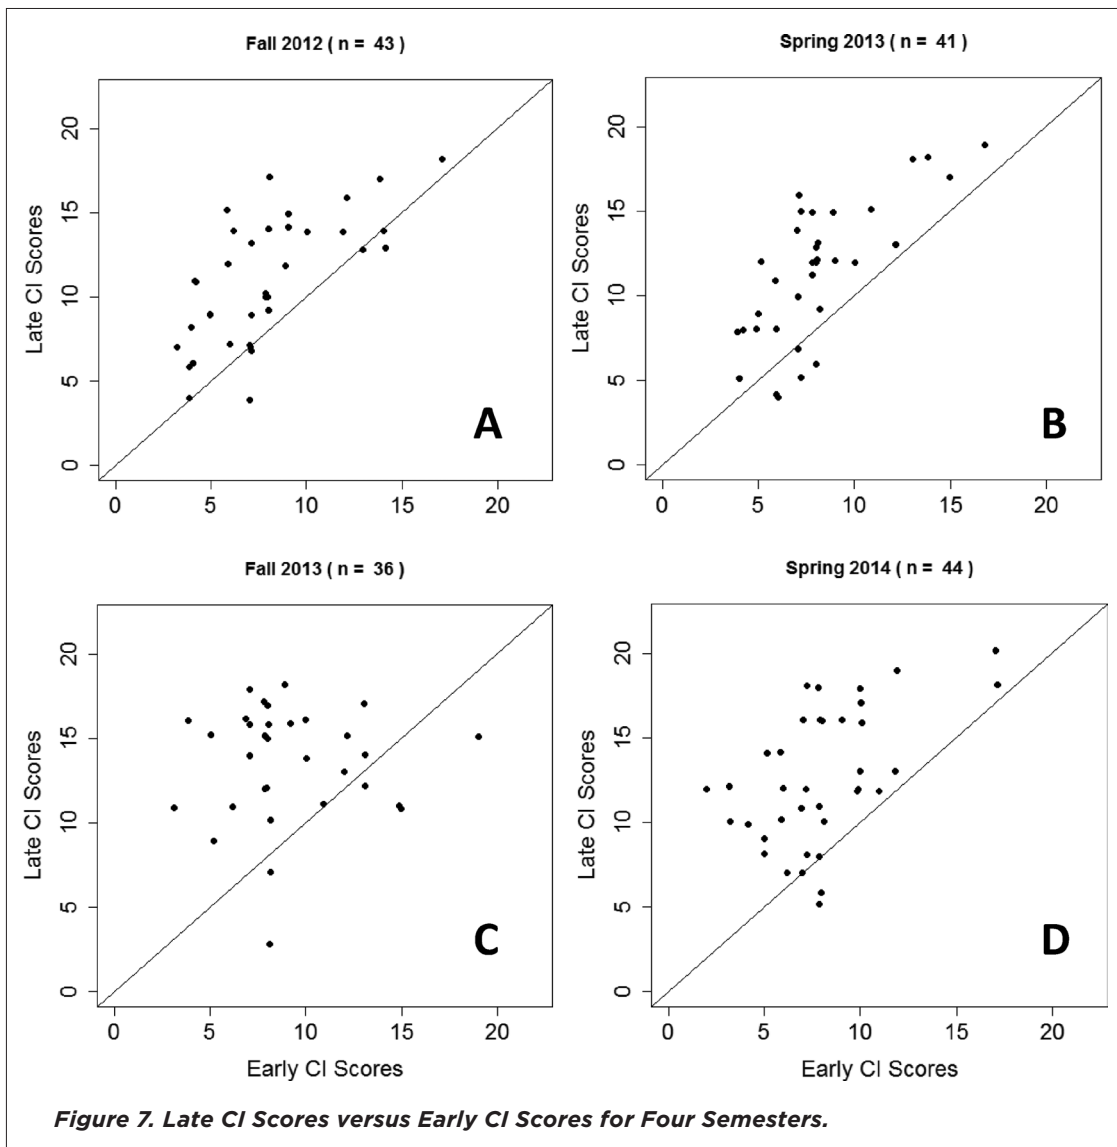 Fall 2012 ( n = 43 )
Late CI Scores
20
15
10
5
0
A
0 5 10 15 20
Spring 2013 ( n = 41 )
Late CI Scores
20
15
10
5
0
B
0 5 10 15 20
Fall 2013 ( n = 36 )
Late CI Scores
20
15
10
5
0
C
0 5 10 15 20
Early CI Scores
Spring 2014 ( n = 44 )
Late CI Scores
20
15
10
5
0
D
0 5 10 15 20
Early CI Scores
Figure 7. Late CI Scores versus Early CI Scores for Four Semesters.